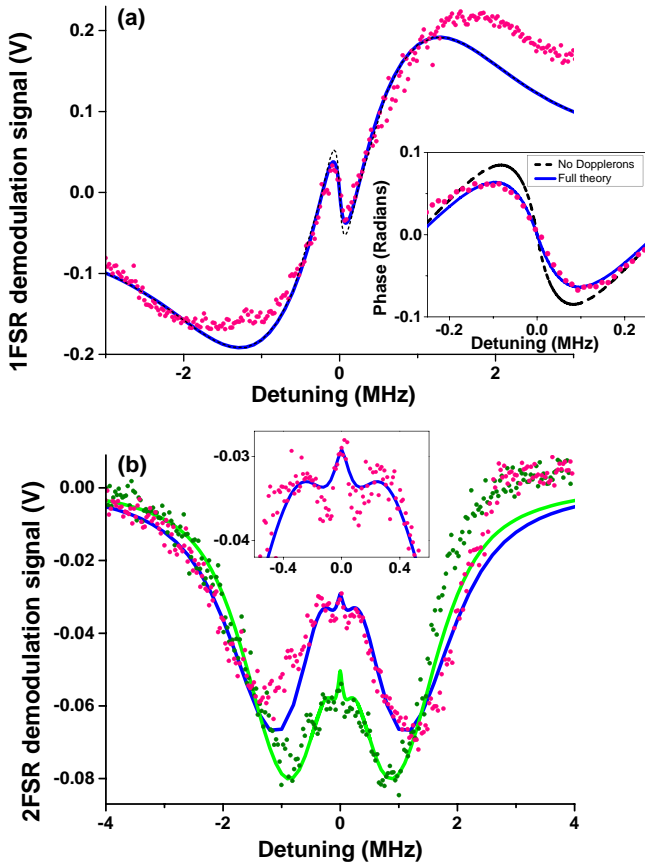 (a)
1FSR demodulation signal (V)
0.2
0.1
0.0
-0.1
-0.2
-2
0
2
Detuning (MHz)
No Dopplerons
Full theory
Phase (Radians)
0.1
0.0
-0.1
-0.2
0.0
0.2
Detuning (MHz)
(b)
2FSR demodulation signal (V)
0.00
-0.02
-0.04
-0.06
-0.08
-4
-2
0
2
4
Detuning (MHz)
-0.03
-0.04
-0.4
0.0
0.4